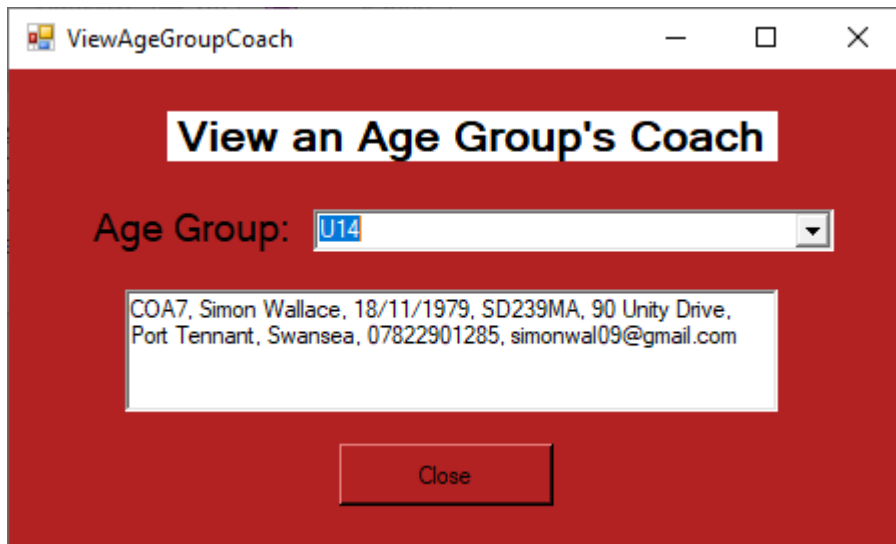 ViewAgeGroupCoach
View an Age Group's Coach
Age Group: U14
COA7, Simon Wallace, 18/11/1979, SD239MA, 90 Unity Drive,
Port Tennant, Swansea, 07822901285, simonwal09@gmail.com
Close